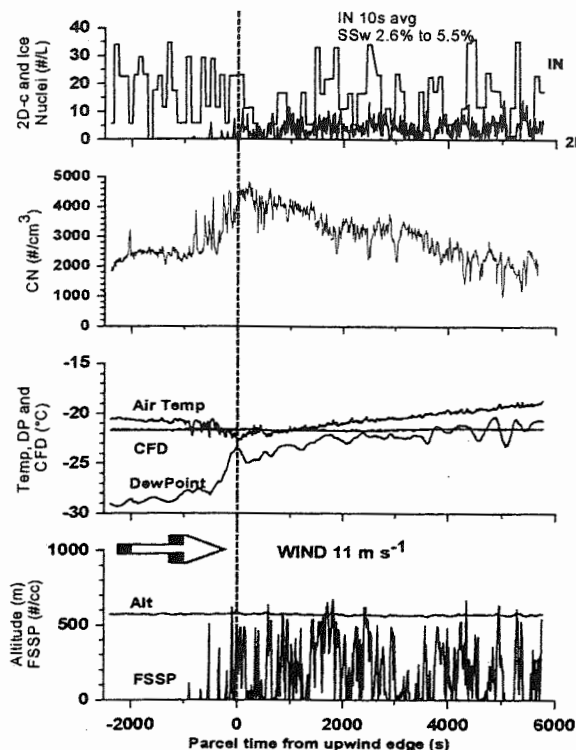 IN 10s avg
SSw 2.6% to 5.5%
2D-c and Ice
Nuclei (#/L)
40
30
20
10
0
IN
2
CN (#/cm³)
5000
4000
3000
2000
1000
0
Temp, DP and
CFD (°C)
-15
-20
-25
-30
Air Temp
CFD
DewPoint
Altitude (m)
FSSP (#/cc)
1000
500
0
WIND 11 m s⁻¹
Alt
FSSP
-2000 0 2000 4000 6000
Parcel time from upwind edge (s)